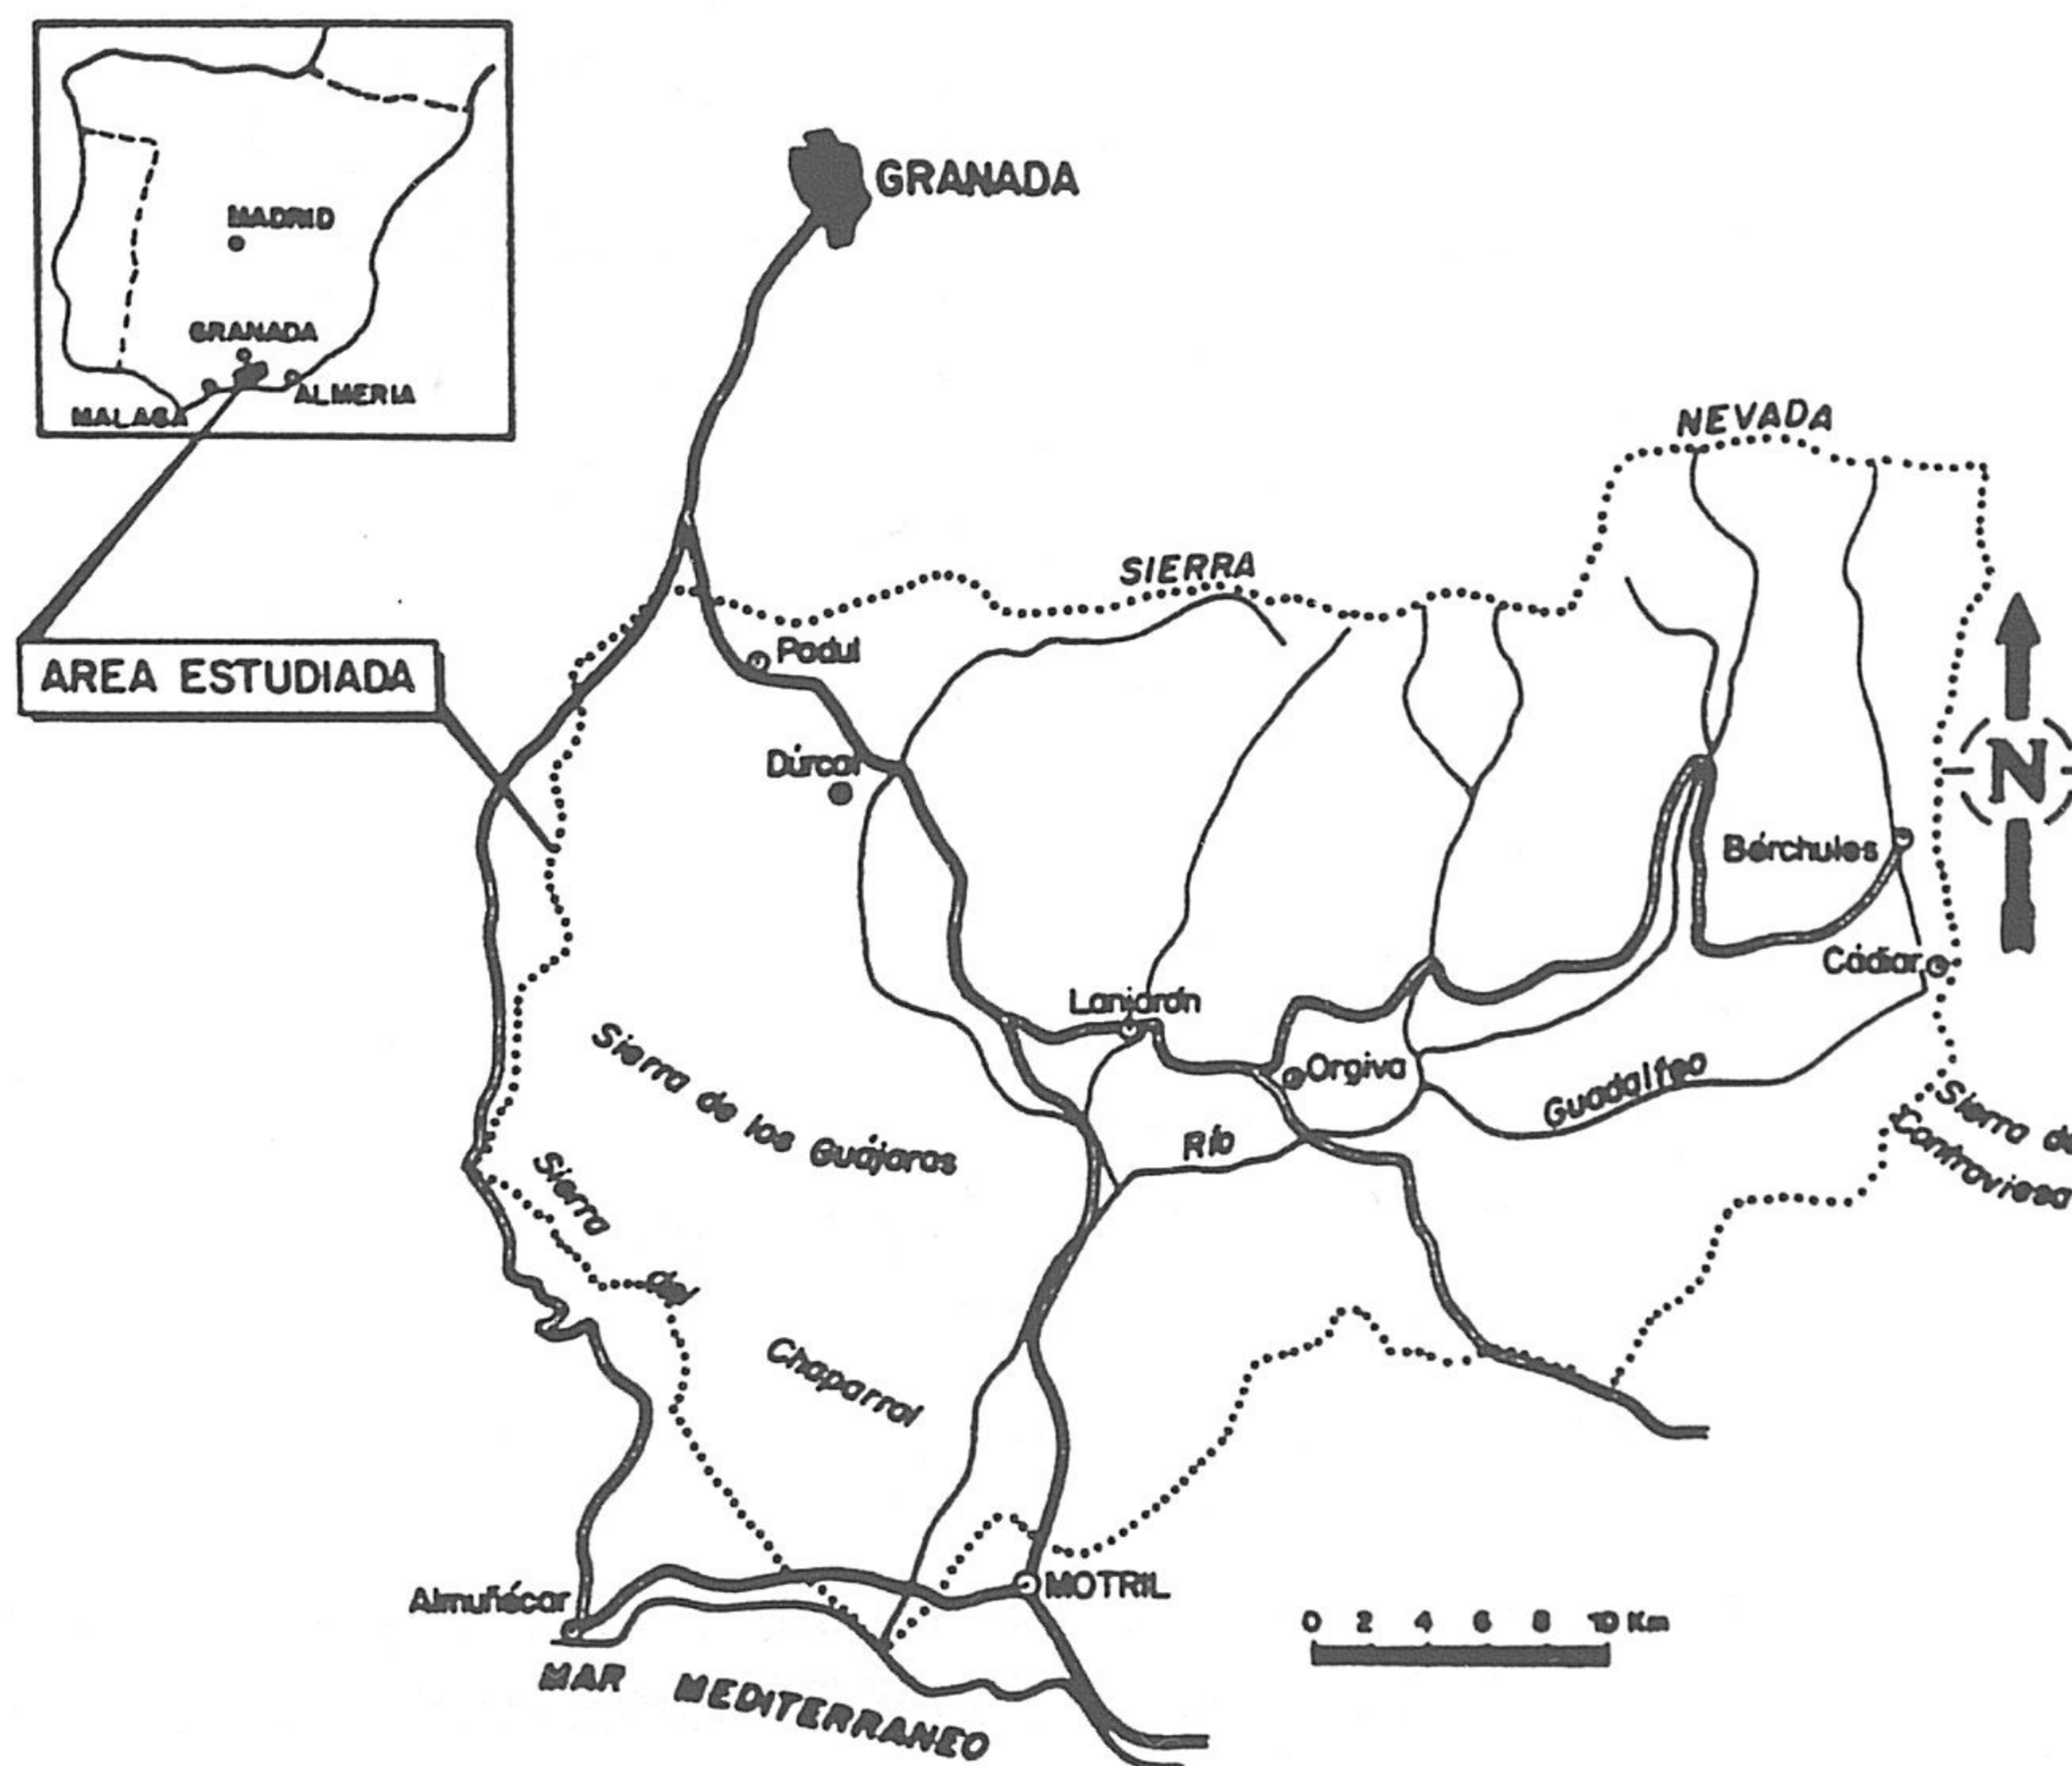 MADRID
GRANADA
MALAGA
ALMERIA
GRANADA
NEVADA
SIERRA
AREA ESTUDIADA
Padul
Dúrcal
N
Bérchules
Cádiar
Lanjarón
Orgiva
Sierra de los Guájaras
Guadalfeo
Río
Sierra de
Contraviesa
Sierra
del
Chaparral
Almuñécar
MOTRIL
0 2 4 6 8 10 Km
MAR MEDITERRANEO